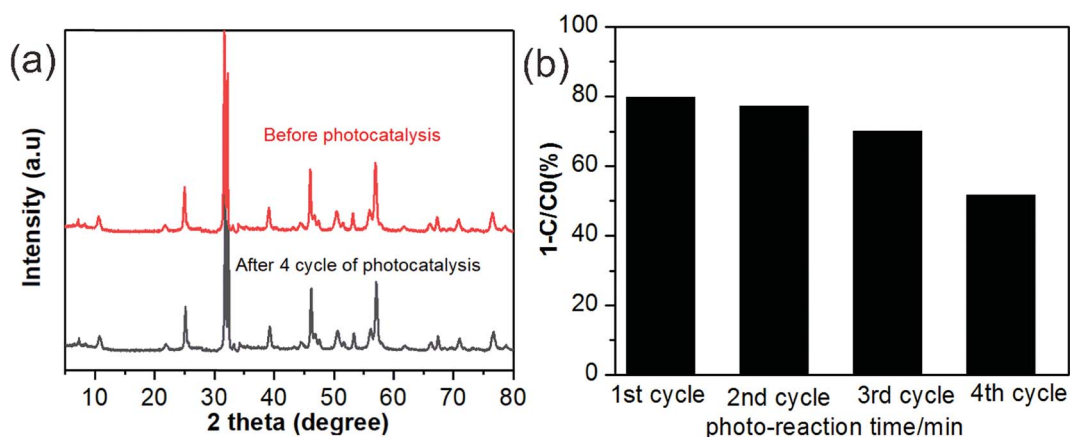 (a)
Intensity (a.u)
Before photocatalysis
After 4 cycle of photocatalysis
10 20 30 40 50 60 70 80
2 theta (degree)
(b)
1-C/C0(%)
100
80
60
40
20
0
1st cycle 2nd cycle 3rd cycle 4th cycle
photo-reaction time/min